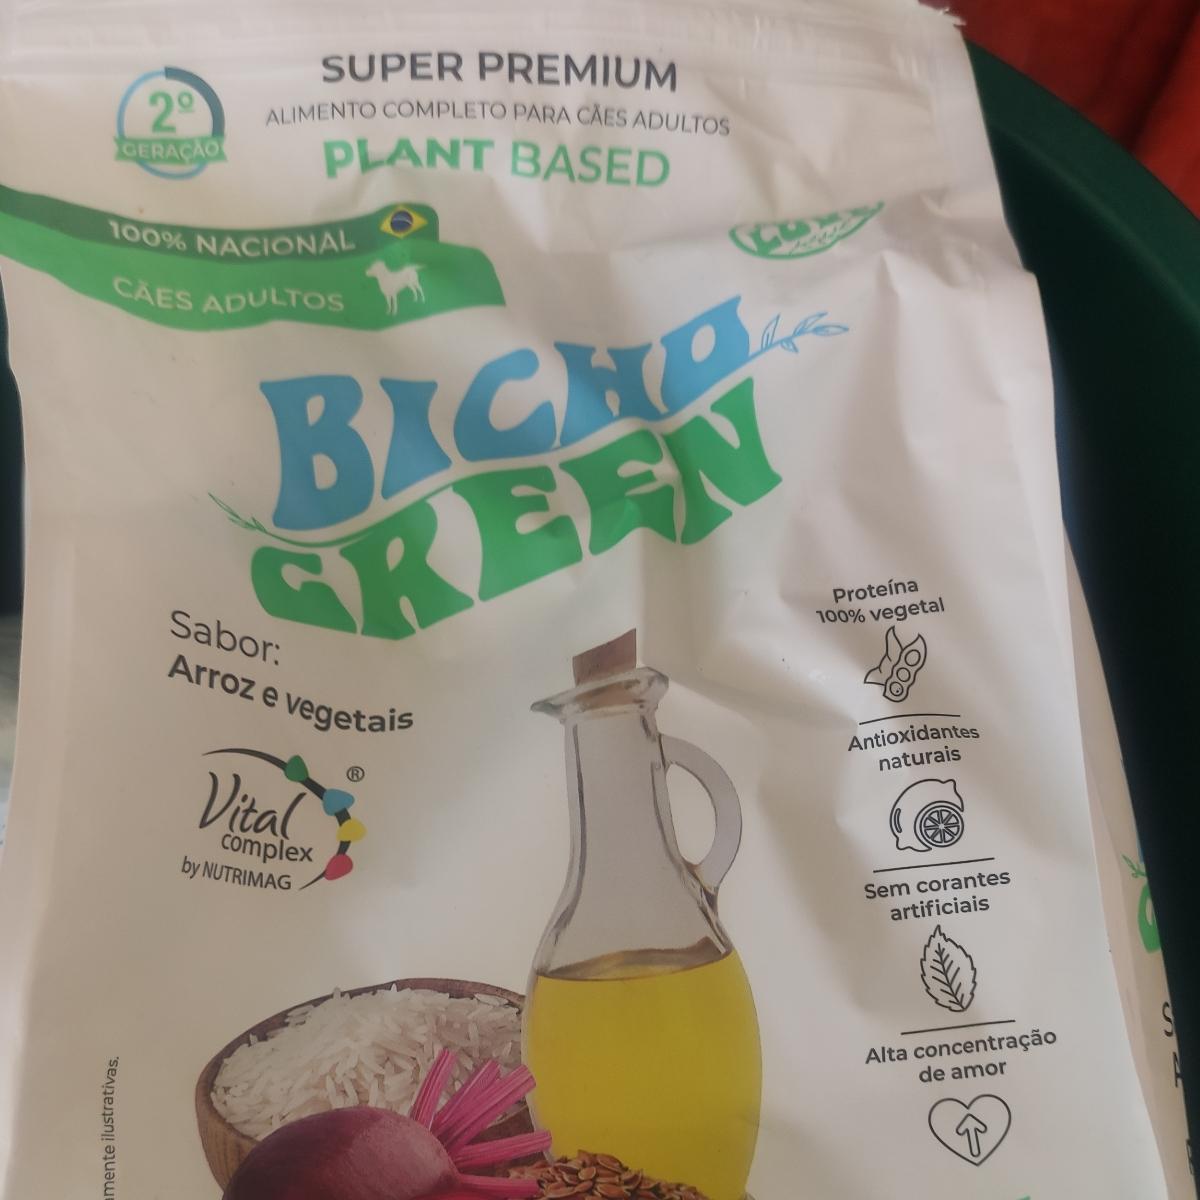 SUPER PREMIUM
ALIMENTO COMPLETO PARA CÃES ADULTOS
PLANT BASED
2º
GERAÇÃO
100% NACIONAL
CÃES ADULTOS
BICHO
GREEN
Sabor:
Arroz e vegetais
Vital ®
complex
by NUTRIMAG
Proteína
100% vegetal
Antioxidantes
naturais
Sem corantes
artificiais
Alta concentração
de amor
ilustrativas.